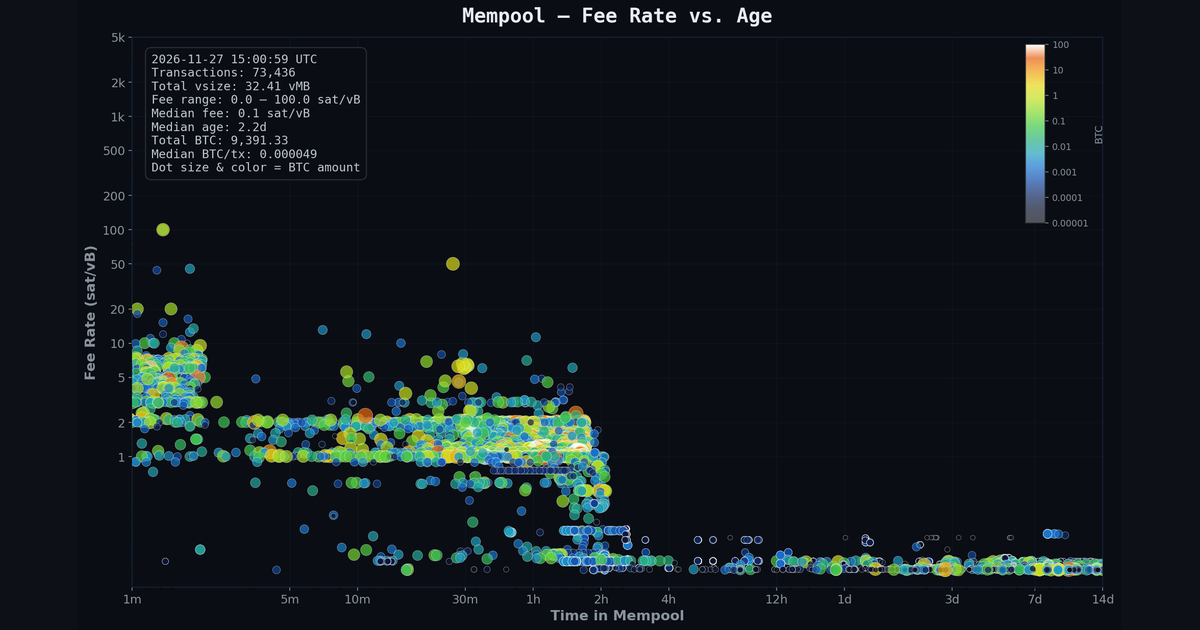 Mempool — Fee Rate vs. Age
2026-11-27 15:00:59 UTC
Transactions: 73,436
Total vsize: 32.41 vMB
Fee range: 0.0 — 100.0 sat/vB
Median fee: 0.1 sat/vB
Median age: 2.2d
Total BTC: 9,391.33
Median BTC/tx: 0.000049
Dot size & color = BTC amount
100
10
1
0.1
0.01
0.001
0.0001
0.00001
BTC
Fee Rate (sat/vB)
5k
2k
1k
500
200
100
50
20
10
5
2
1
1m
5m
10m
30m
1h
2h
4h
12h
1d
3d
7d
14d
Time in Mempool